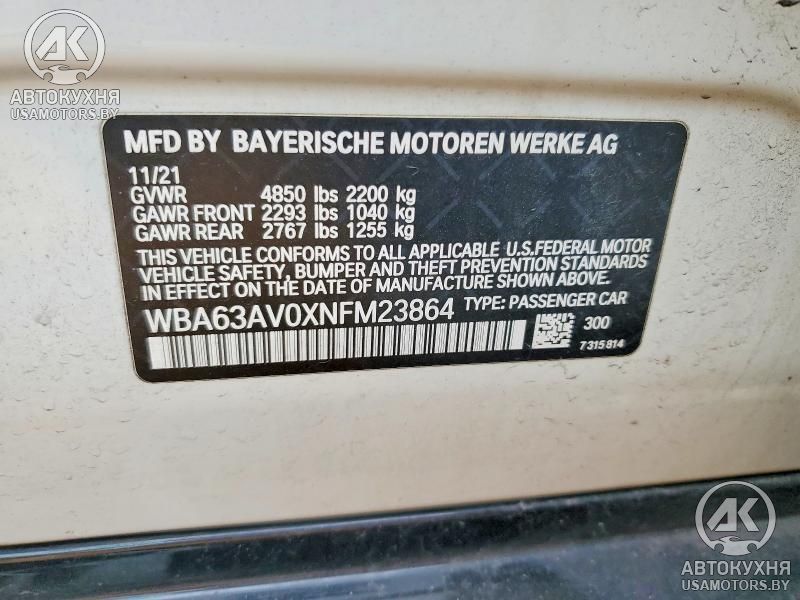 AK
АВТОКУХНЯ
USAMOTORS.BY
MFD BY BAYERISCHE MOTOREN WERKE AG
11/21
GVWR 4850 lbs 2200 kg
GAWR FRONT 2293 lbs 1040 kg
GAWR REAR 2767 lbs 1255 kg
THIS VEHICLE CONFORMS TO ALL APPLICABLE U.S.FEDERAL MOTOR
VEHICLE SAFETY, BUMPER AND THEFT PREVENTION STANDARDS
IN EFFECT ON THE DATE OF MANUFACTURE SHOWN ABOVE.
WBA63AV0XNFM23864 TYPE: PASSENGER CAR
300
7315814
AK
АВТОКУХНЯ
USAMOTORS.BY